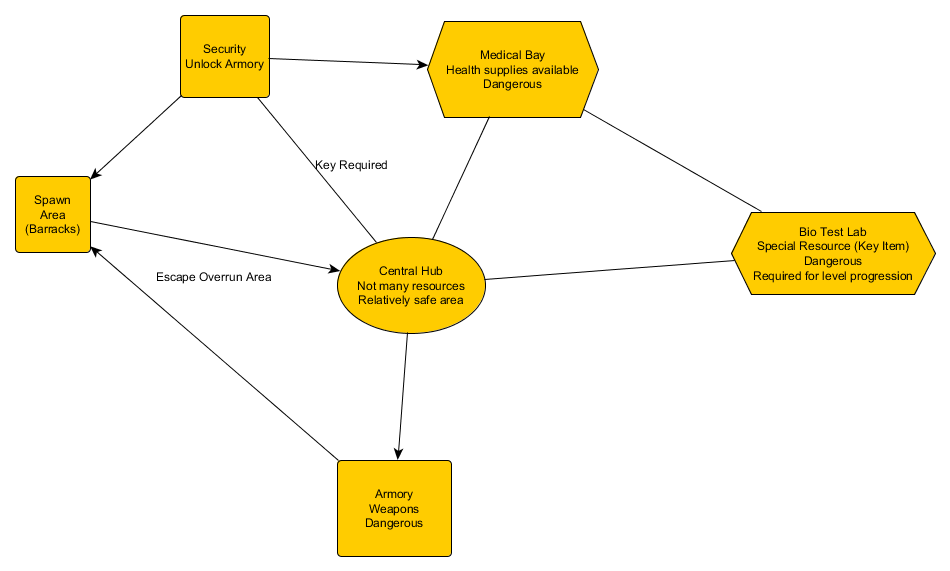 Security
Unlock Armory
Medical Bay
Health supplies available
Dangerous
Key Required
Spawn
Area
(Barracks)
Bio Test Lab
Special Resource (Key Item)
Dangerous
Required for level progression
Escape Overrun Area
Central Hub
Not many resources
Relatively safe area
Armory
Weapons
Dangerous